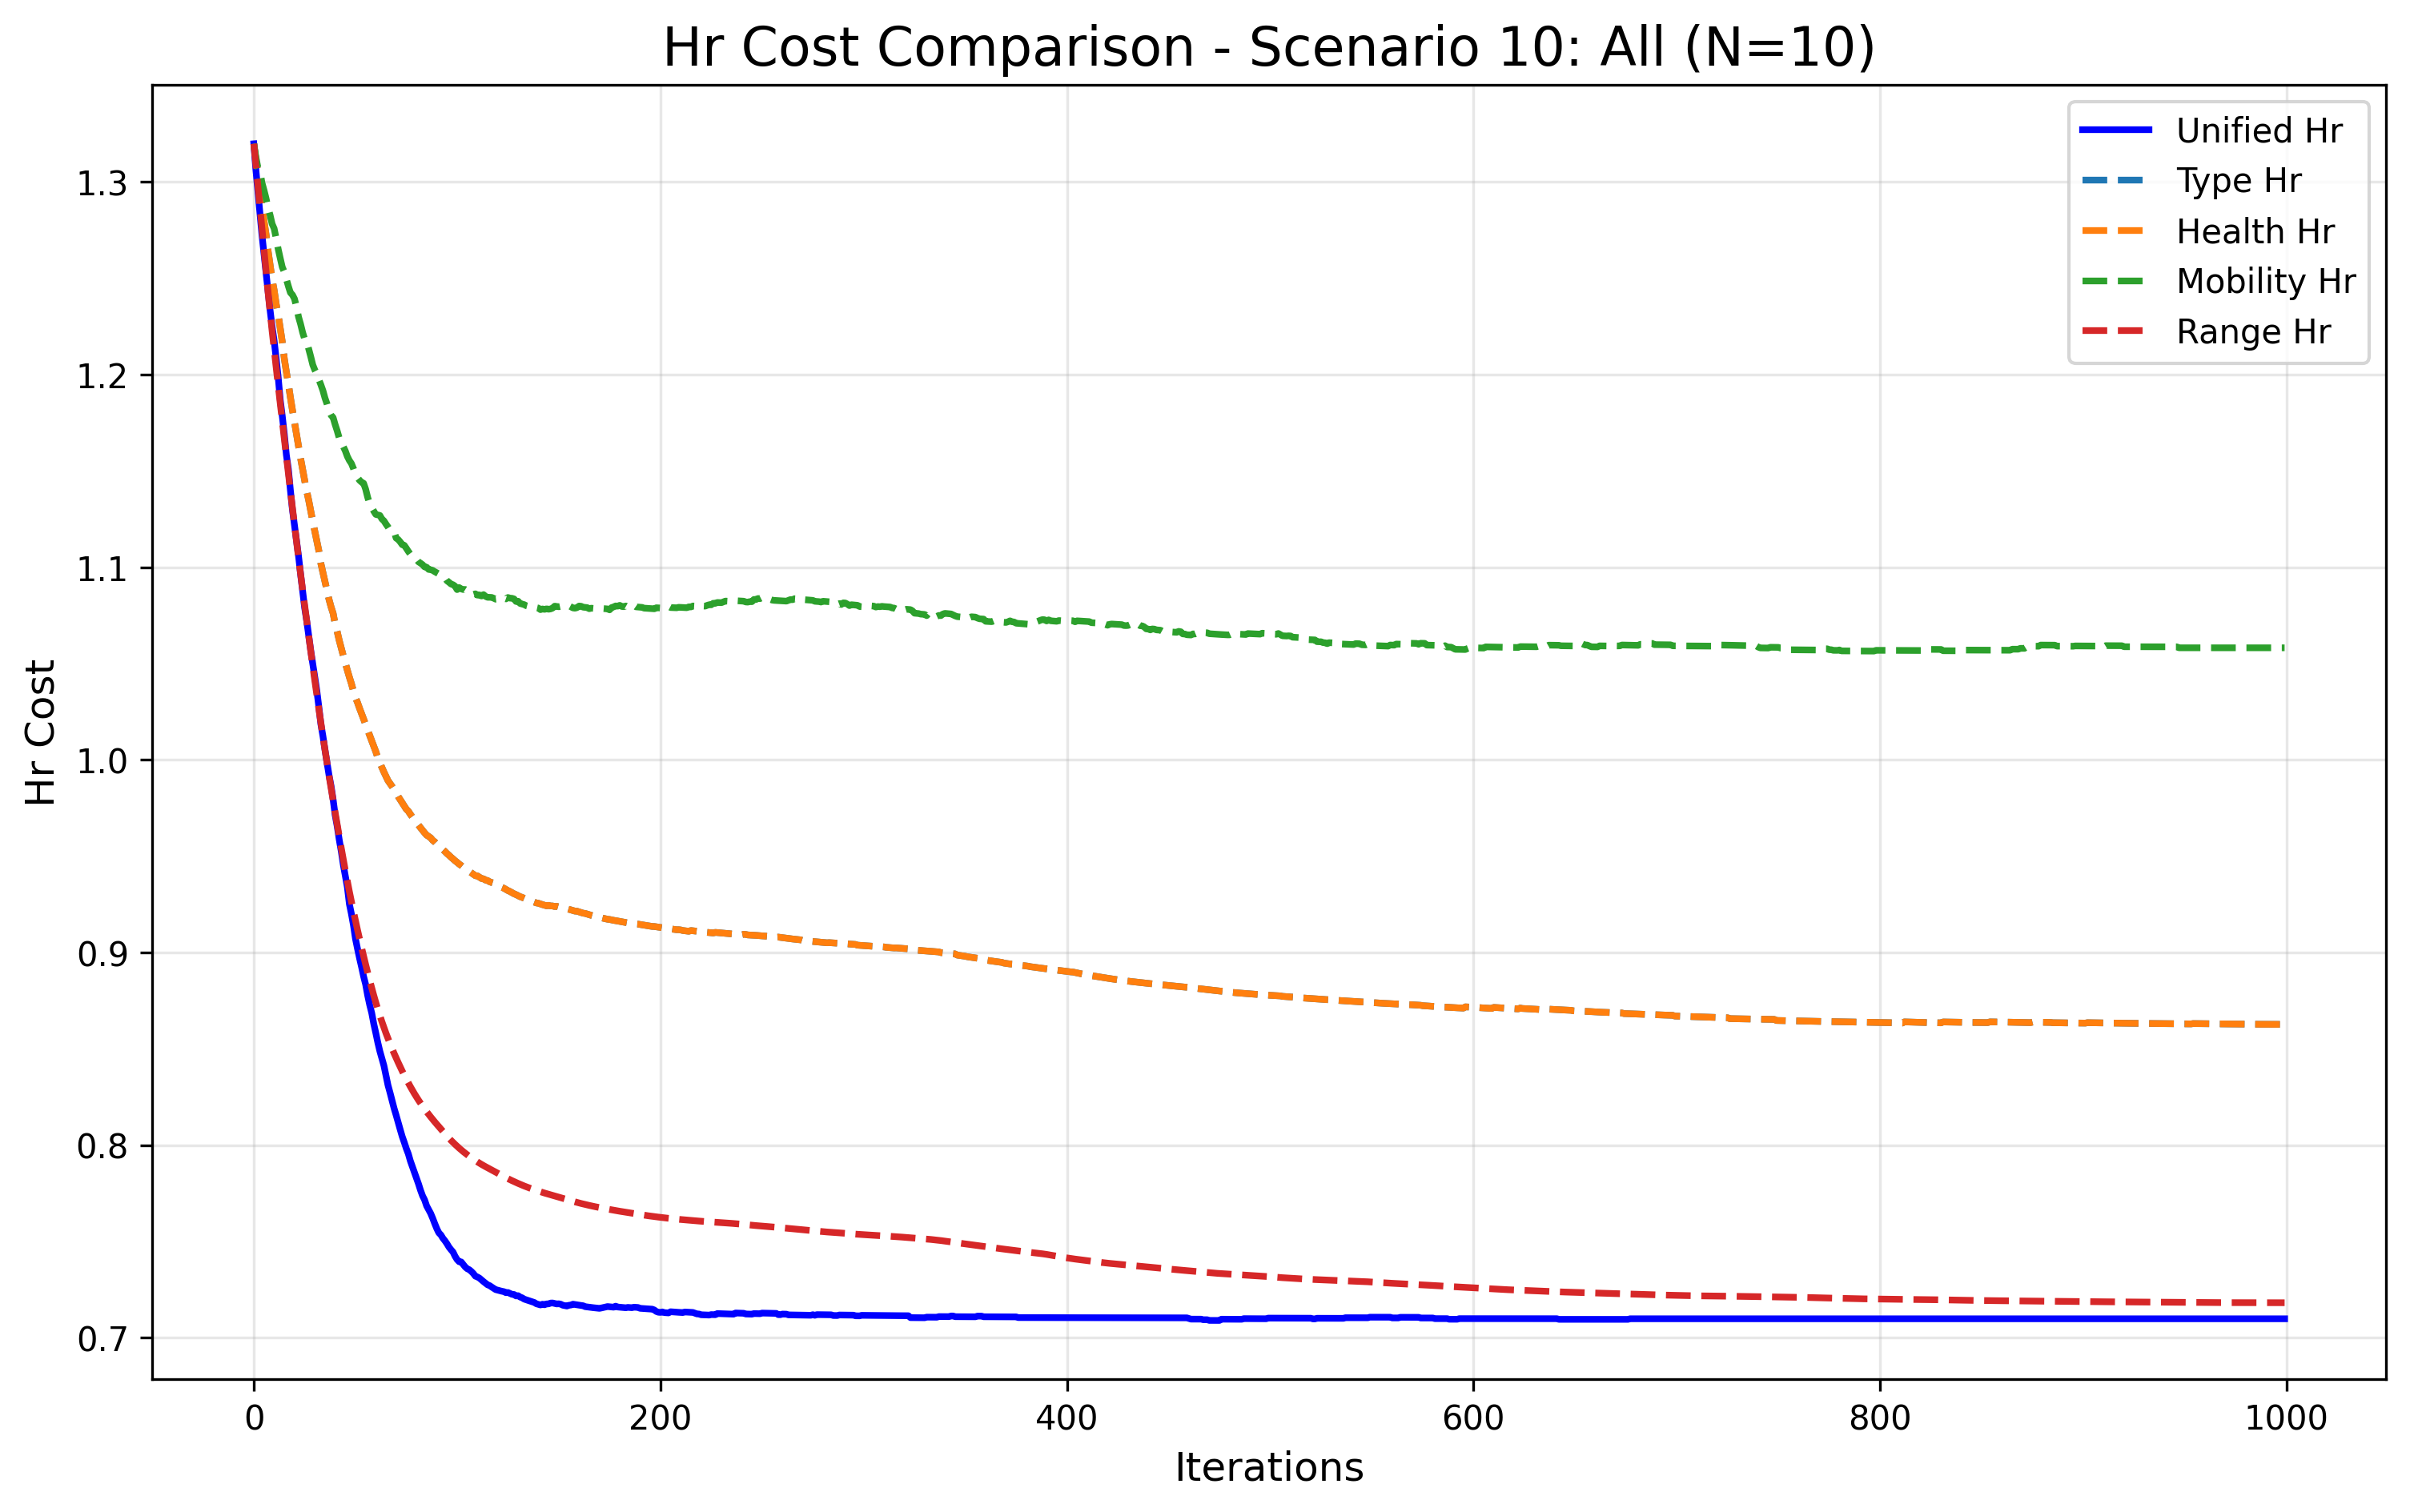 Hr Cost Comparison - Scenario 10: All (N=10)
Unified Hr
Type Hr
Health Hr
Mobility Hr
Range Hr
Hr Cost
1.3
1.2
1.1
1.0
0.9
0.8
0.7
0 200 400 600 800 1000
Iterations